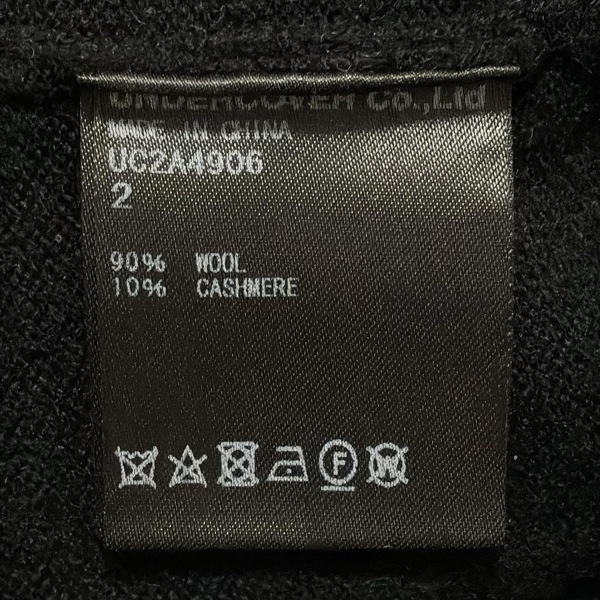 UNDERCOVER Co.,Ltd
MADE IN CHINA
UC2A4906
2
90% WOOL
10% CASHMERE
F W